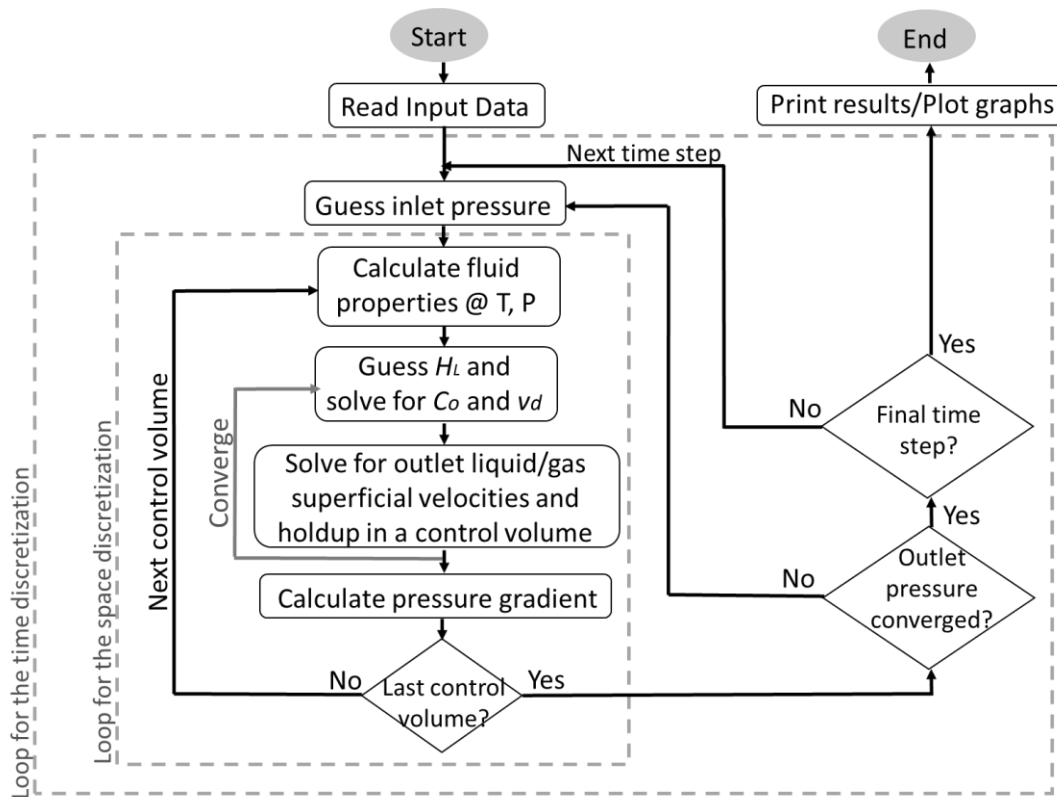 Start
Read Input Data
Next time step
Guess inlet pressure
Calculate fluid
properties @ T, P
Guess HL and
solve for Co and vd
Solve for outlet liquid/gas
superficial velocities and
holdup in a control volume
Converge
Calculate pressure gradient
Last control
volume?
No
Yes
Next control volume
Loop for the space discretization
Loop for the time discretization
Outlet
pressure
converged?
No
Yes
Final time
step?
No
Yes
Print results/Plot graphs
End